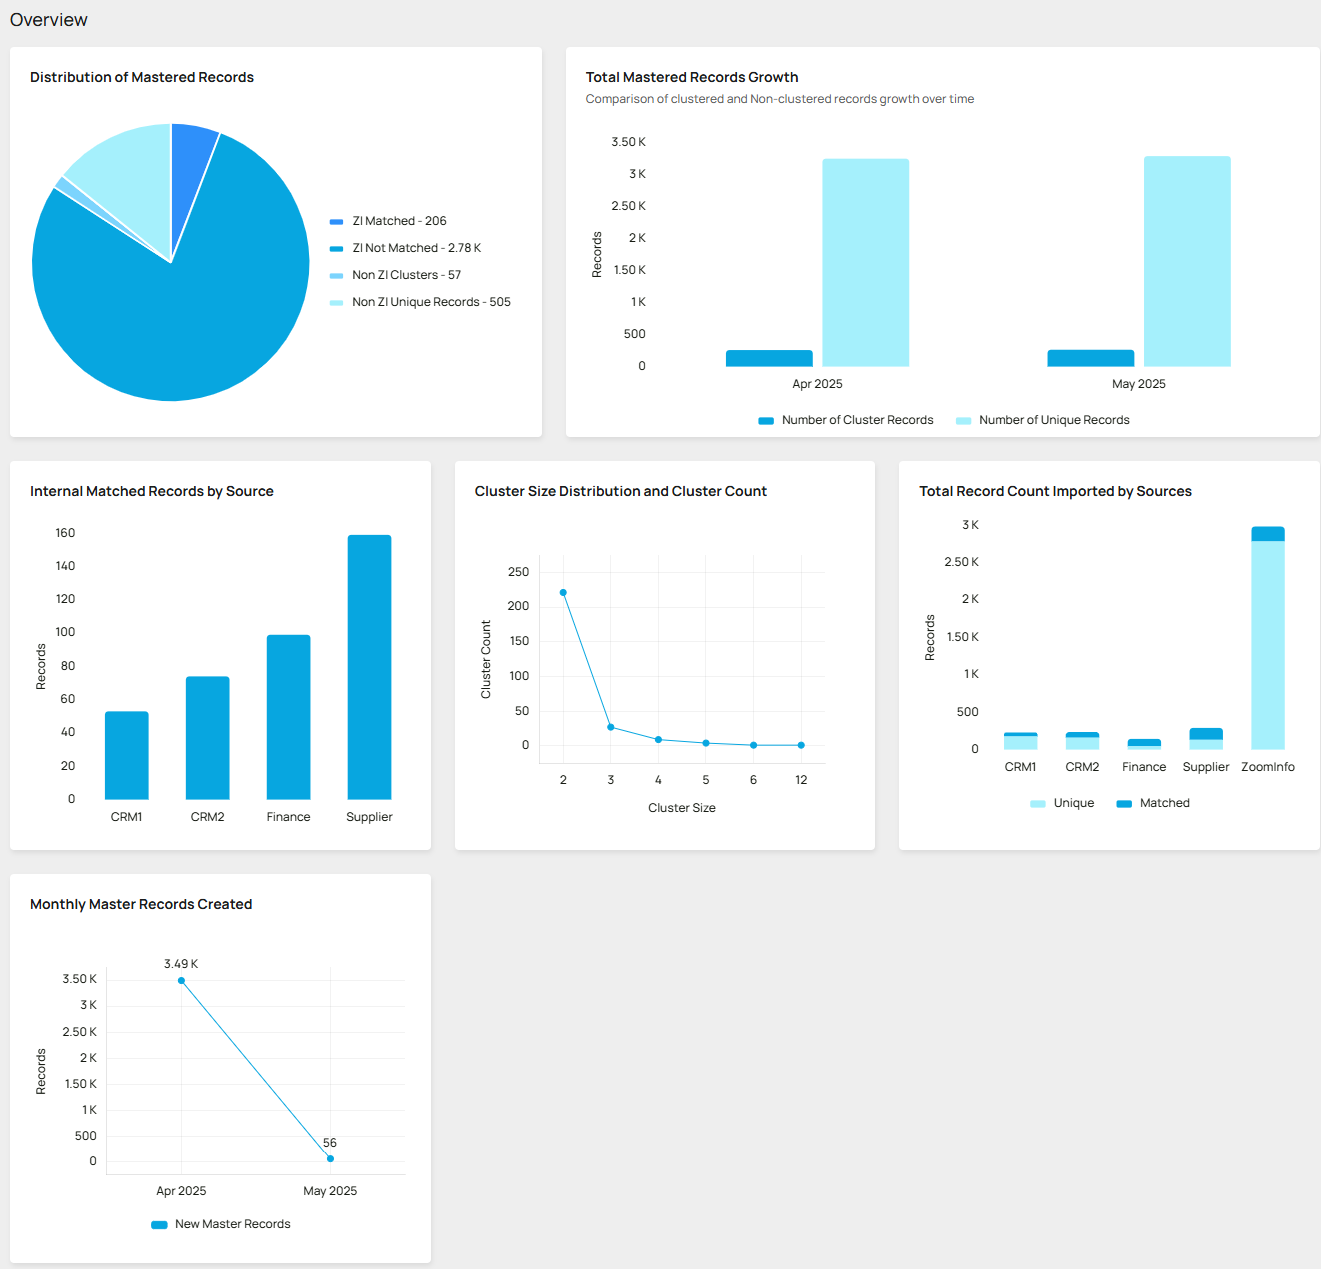 Overview
Distribution of Mastered Records
ZI Matched - 206
ZI Not Matched - 2.78 K
Non ZI Clusters - 57
Non ZI Unique Records - 505
Total Mastered Records Growth
Comparison of clustered and Non-clustered records growth over time
3.50 K
3 K
2.50 K
2 K
1.50 K
1 K
500
0
Records
Apr 2025
May 2025
Number of Cluster Records
Number of Unique Records
Internal Matched Records by Source
160
140
120
100
80
60
40
20
0
Records
CRM1
CRM2
Finance
Supplier
Cluster Size Distribution and Cluster Count
250
200
150
100
50
0
Cluster Count
2
3
4
5
6
12
Cluster Size
Total Record Count Imported by Sources
3 K
2.50 K
2 K
1.50 K
1 K
500
0
Records
CRM1
CRM2
Finance
Supplier
ZoomInfo
Unique
Matched
Monthly Master Records Created
3.49 K
3.50 K
3 K
2.50 K
2 K
1.50 K
1 K
500
0
Records
56
Apr 2025
May 2025
New Master Records